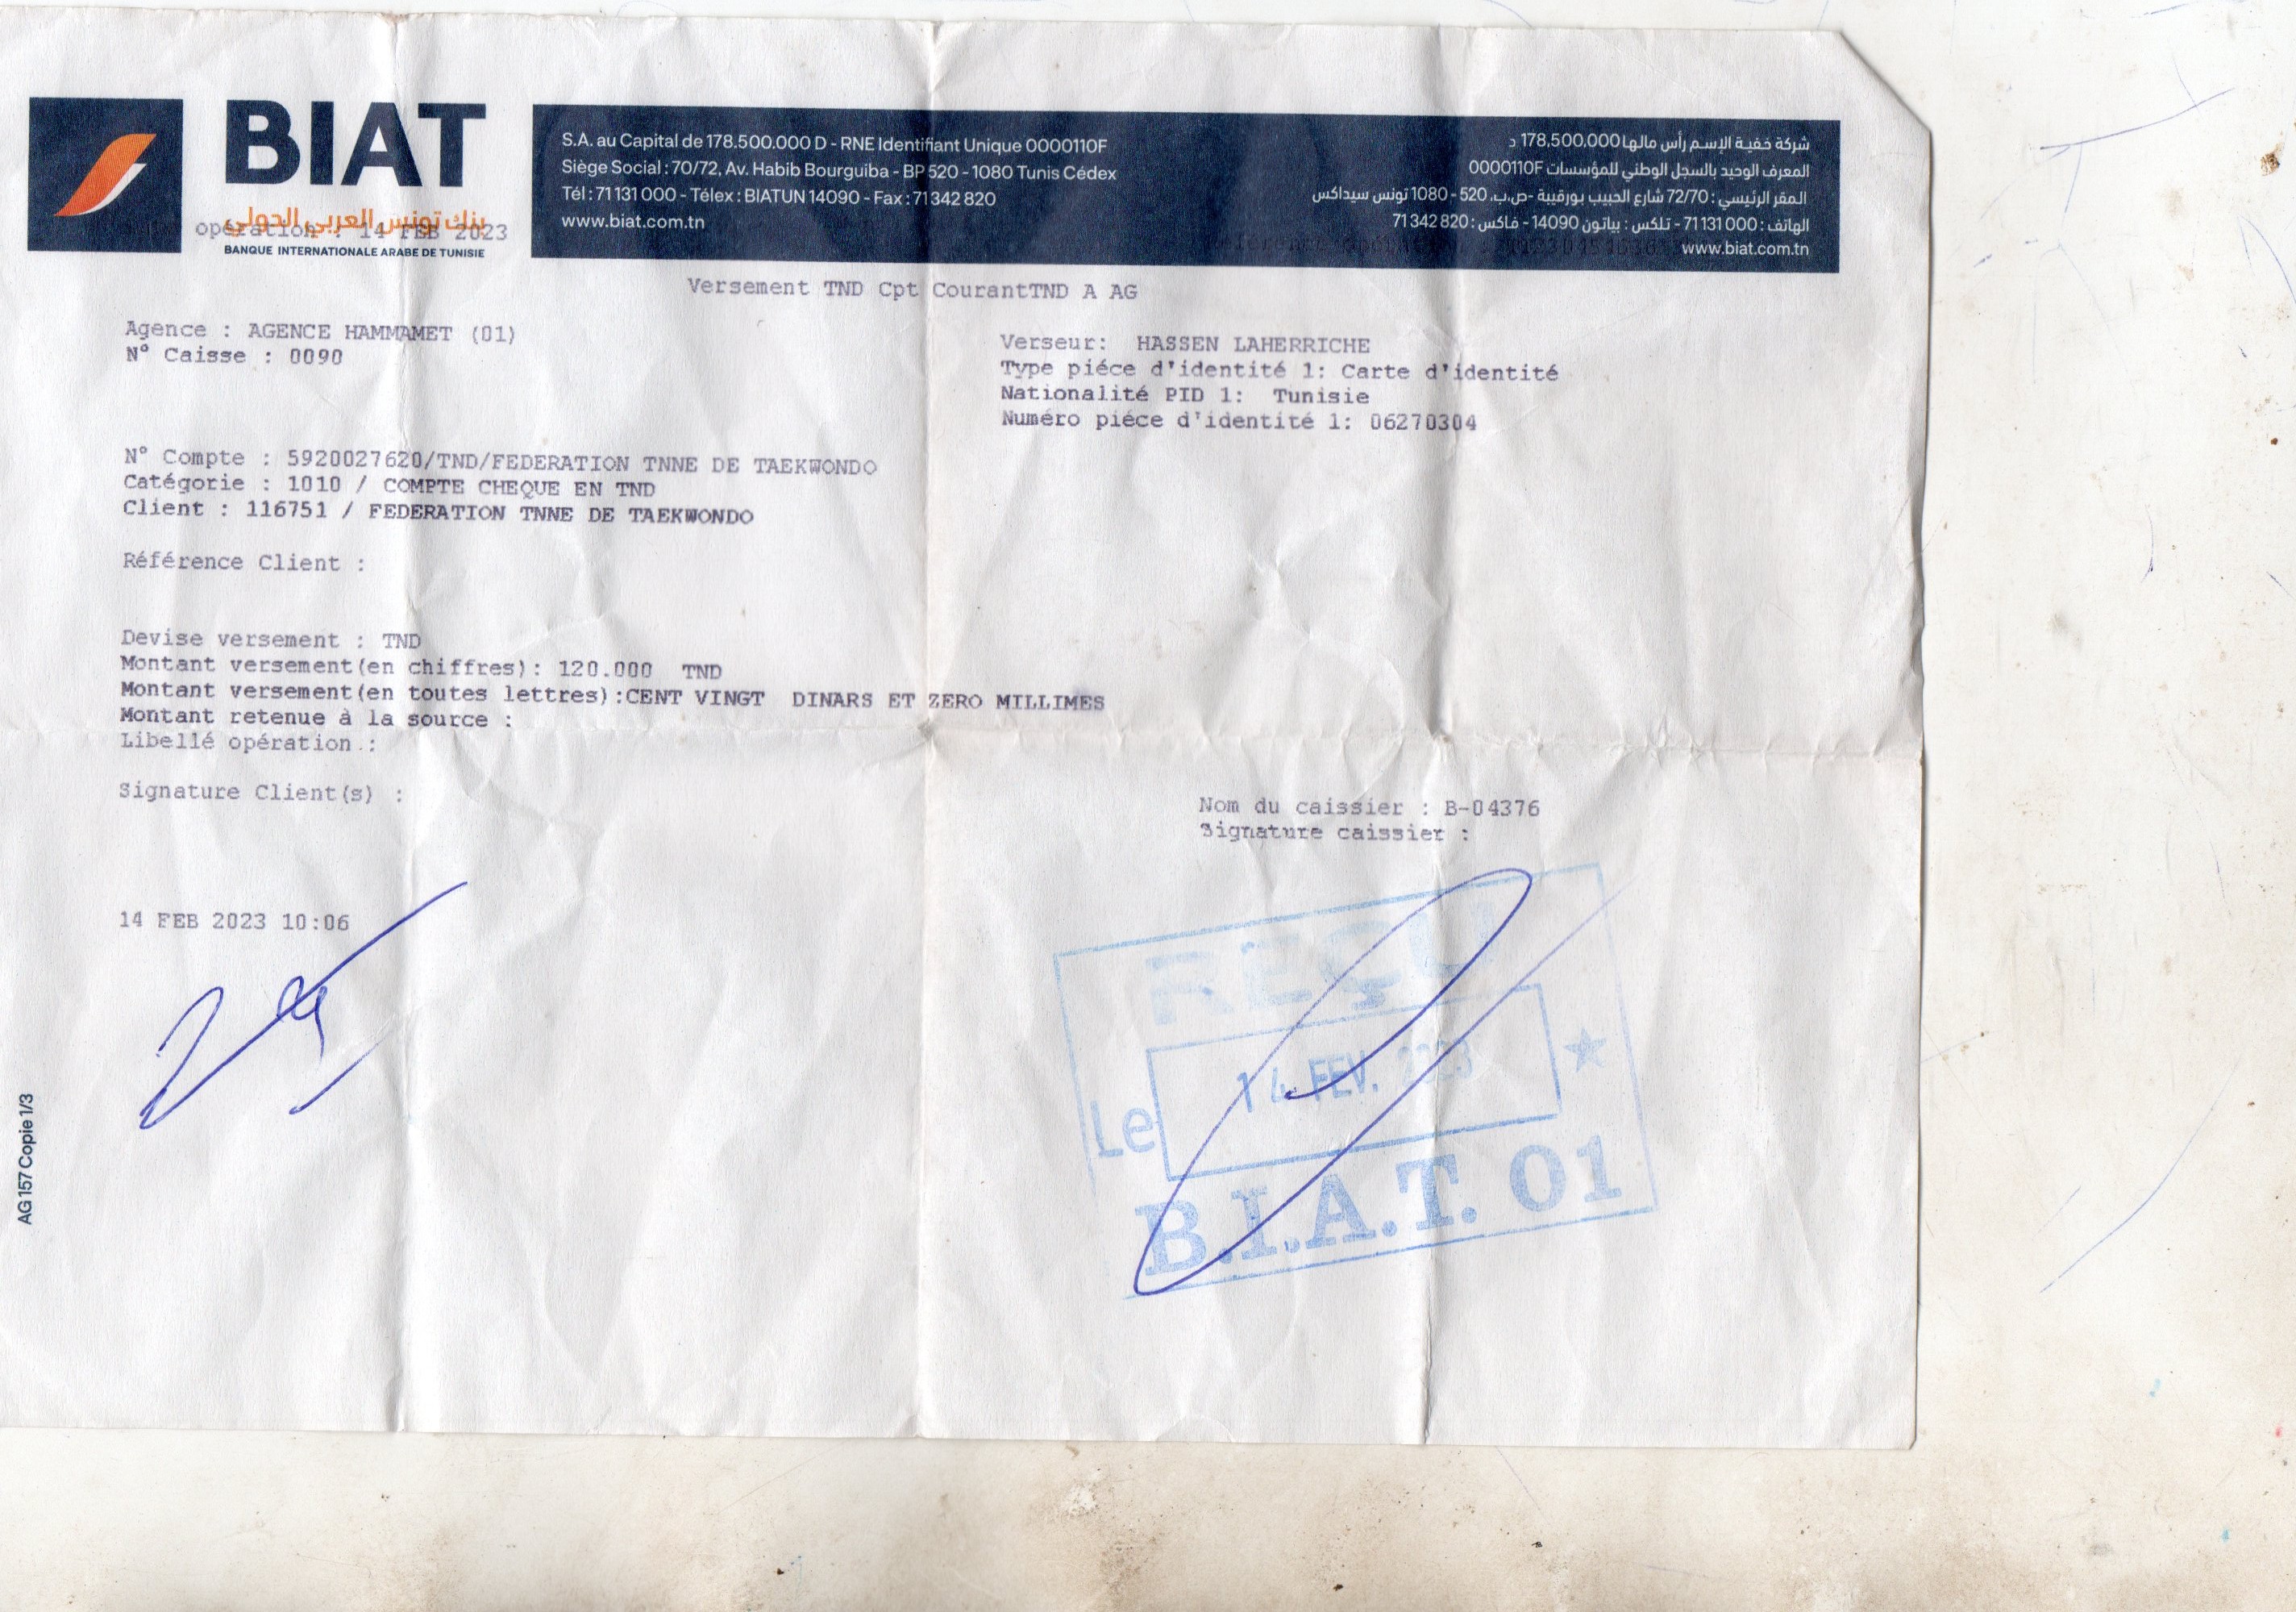 BIAT
بنك تونس العربي الدولي
BANQUE INTERNATIONALE ARABE DE TUNISIE
opération : 14 FEB 2023
S.A. au Capital de 178.500.000 D - RNE Identifiant Unique 0000110F
Siège Social : 70/72, Av. Habib Bourguiba - BP 520 - 1080 Tunis Cédex
Tél : 71 131 000 - Télex : BIATUN 14090 - Fax : 71 342 820
www.biat.com.tn
شركة خفية الإسم رأس مالها 178,500,000 د
المعرف الوحيد بالسجل الوطني للمؤسسات 0000110F
المقر الرئيسي : 72/70 شارع الحبيب بورقيبة -ص.ب. 520 - 1080 تونس سيداكس
الهاتف : 71131 000 - تلكس : بياتون 14090 - فاكس : 820 342 71
www.biat.com.tn
Versement TND Cpt CourantTND A AG
Agence : AGENCE HAMMAMET (01)
N° Caisse : 0090
Verseur: HASSEN LAHERRICHE
Type piéce d'identité 1: Carte d'identité
Nationalité PID 1: Tunisie
Numéro piéce d'identité 1: 06270304
N° Compte : 5920027620/TND/FEDERATION TNNE DE TAEKWONDO
Catégorie : 1010 / COMPTE CHEQUE EN TND
Client : 116751 / FEDERATION TNNE DE TAEKWONDO
Référence Client :
Devise versement : TND
Montant versement(en chiffres): 120.000 TND
Montant versement(en toutes lettres):CENT VINGT DINARS ET ZERO MILLIMES
Montant retenue à la source :
Libellé opération :
Signature Client(s) :
Nom du caissier : B-04376
Signature caissier :
14 FEB 2023 10:06
REÇU
Le 14 FEV. 2023
B.I.A.T. 01
AG 157 Copie 1/3